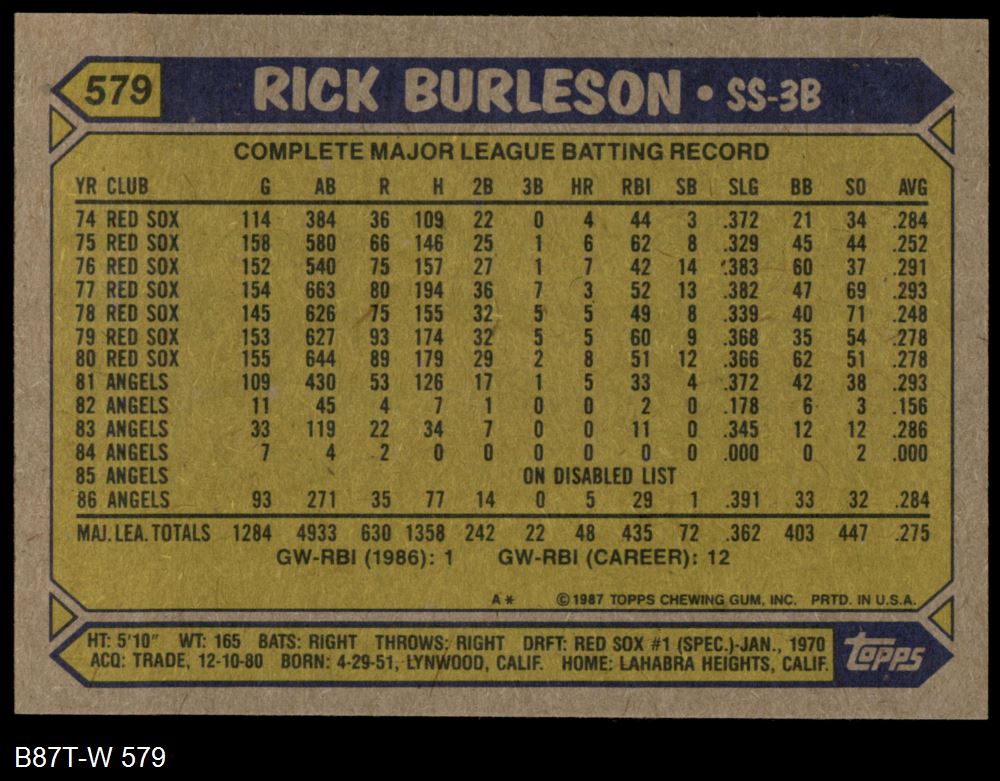 579 RICK BURLESON • SS-3B
COMPLETE MAJOR LEAGUE BATTING RECORD
YR CLUB G AB R H 2B 3B HR RBI SB SLG BB SO AVG
74 RED SOX 114 384 36 109 22 0 4 44 3 .372 21 34 .284
75 RED SOX 158 580 66 146 25 1 6 62 8 .329 45 44 .252
76 RED SOX 152 540 75 157 27 1 7 42 14 .383 60 37 .291
77 RED SOX 154 663 80 194 36 7 3 52 13 .382 47 69 .293
78 RED SOX 145 626 75 155 32 5 5 49 8 .339 40 71 .248
79 RED SOX 153 627 93 174 32 5 5 60 9 .368 35 54 .278
80 RED SOX 155 644 89 179 29 2 8 51 12 .366 62 51 .278
81 ANGELS 109 430 53 126 17 1 5 33 4 .372 42 38 .293
82 ANGELS 11 45 4 7 1 0 0 2 0 .178 6 3 .156
83 ANGELS 33 119 22 34 7 0 0 11 0 .345 12 12 .286
84 ANGELS 7 4 2 0 0 0 0 0 0 .000 0 2 .000
85 ANGELS ON DISABLED LIST
86 ANGELS 93 271 35 77 14 0 5 29 1 .391 33 32 .284
MAJ. LEA. TOTALS 1284 4933 630 1358 242 22 48 435 72 .362 403 447 .275
GW-RBI (1986): 1 GW-RBI (CAREER): 12
A* © 1987 TOPPS CHEWING GUM, INC. PRTD. IN U.S.A.
HT: 5'10" WT: 165 BATS: RIGHT THROWS: RIGHT DRFT: RED SOX #1 (SPEC.)-JAN., 1970
ACQ: TRADE, 12-10-80 BORN: 4-29-51, LYNWOOD, CALIF. HOME: LAHABRA HEIGHTS, CALIF.
Topps
B87T-W 579